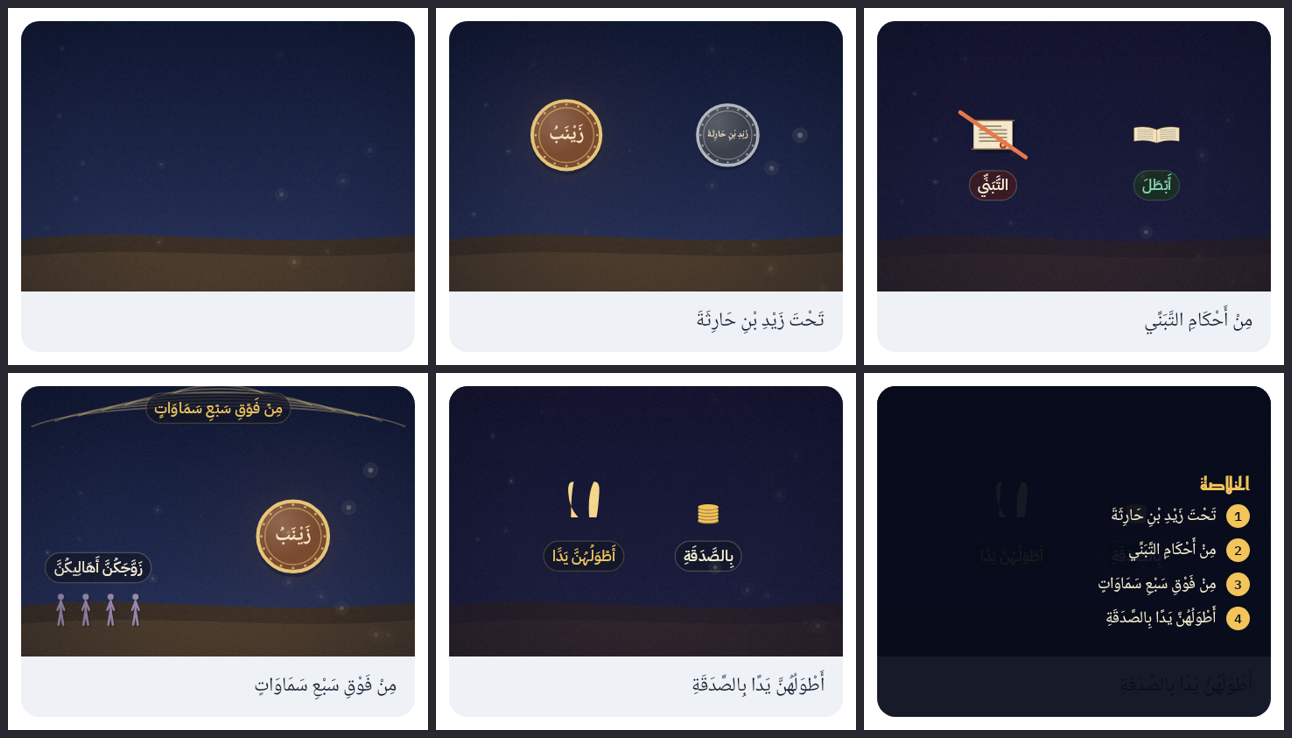 زَيْنَبُ
زَيْدِ بْنِ حَارِثَةَ
تَحْتَ زَيْدِ بْنِ حَارِثَةَ
التَّبَنِّي
أَبْطَلَ
مِنْ أَحْكَامِ التَّبَنِّي
مِنْ فَوْقِ سَبْعِ سَمَاوَاتٍ
زَيْنَبُ
زَوَّجَكُنَّ أَهَالِيكُنَّ
مِنْ فَوْقِ سَبْعِ سَمَاوَاتٍ
أَطْوَلُهُنَّ يَدًا
بِالصَّدَقَةِ
أَطْوَلُهُنَّ يَدًا بِالصَّدَقَةِ
الخلاصة
1 تَحْتَ زَيْدِ بْنِ حَارِثَةَ
2 مِنْ أَحْكَامِ التَّبَنِّي
3 مِنْ فَوْقِ سَبْعِ سَمَاوَاتٍ
4 أَطْوَلُهُنَّ يَدًا بِالصَّدَقَةِ
أَطْوَلُهُنَّ يَدًا
أَطْوَلُهُنَّ يَدًا بِالصَّدَقَةِ